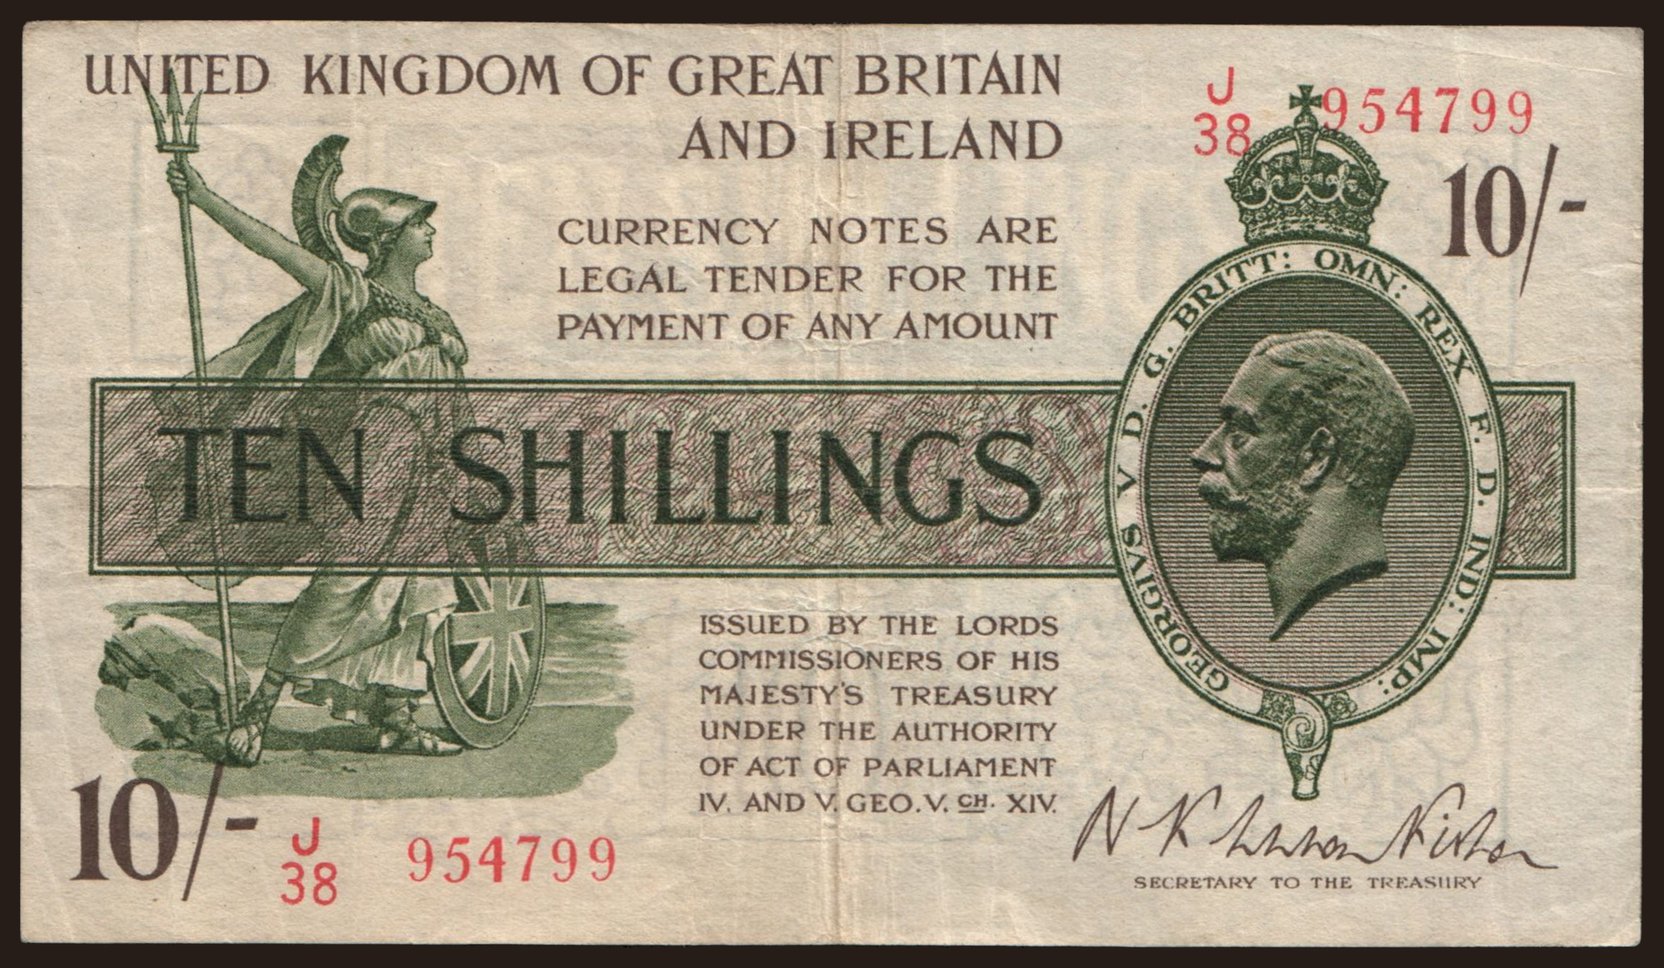 UNITED KINGDOM OF GREAT BRITAIN
AND IRELAND
J
38
954799
10/-
CURRENCY NOTES ARE
LEGAL TENDER FOR THE
PAYMENT OF ANY AMOUNT
GEORGIVS V D. G. BRITT: OMN: REX F. D. IND: IMP:
TEN SHILLINGS
ISSUED BY THE LORDS
COMMISSIONERS OF HIS
MAJESTY'S TREASURY
UNDER THE AUTHORITY
OF ACT OF PARLIAMENT
IV. AND V. GEO. V. CH. XIV.
10/-
J
38
954799
SECRETARY TO THE TREASURY